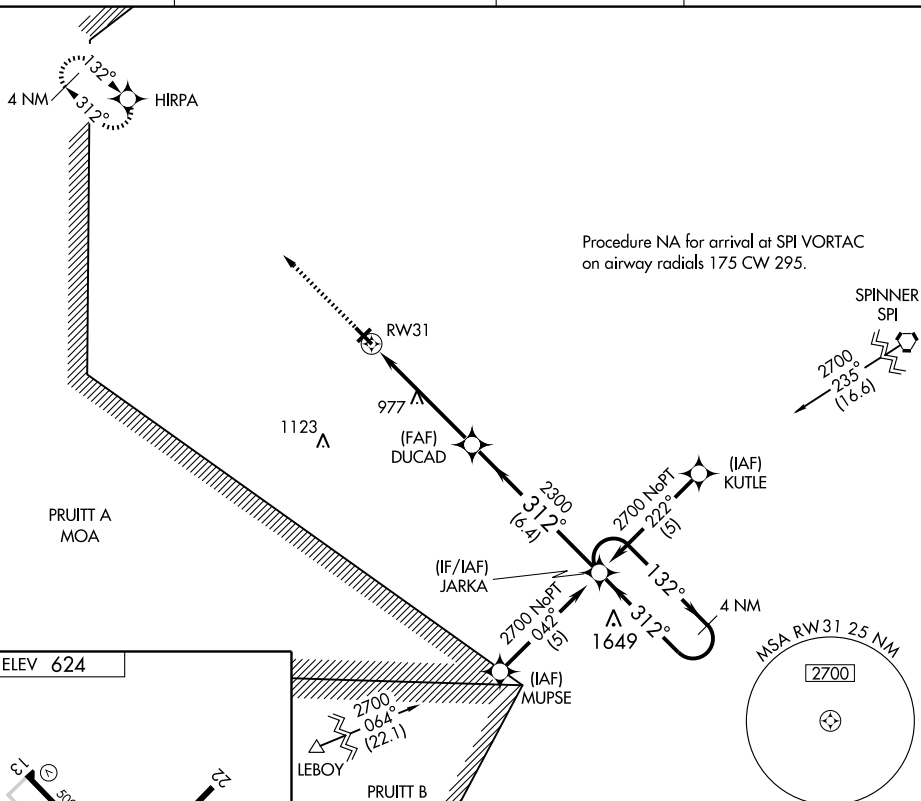 132°
4 NM
312°
HIRPA
Procedure NA for arrival at SPI VORTAC
on airway radials 175 CW 295.
SPINNER
SPI
2700
235°
(16.6)
RW31
977
1123
(FAF)
DUCAD
(IAF)
KUTLE
2300
312°
(6.4)
2700 NoPT
222°
(5)
PRUITT A
MOA
(IF/IAF)
JARKA
132°
4 NM
312°
2700 NoPT
042°
(5)
1649
MSA RW31 25 NM
2700
ELEV 624
(IAF)
MUPSE
2700
064°
(22.1)
LEBOY
PRUITT B
13
V
22